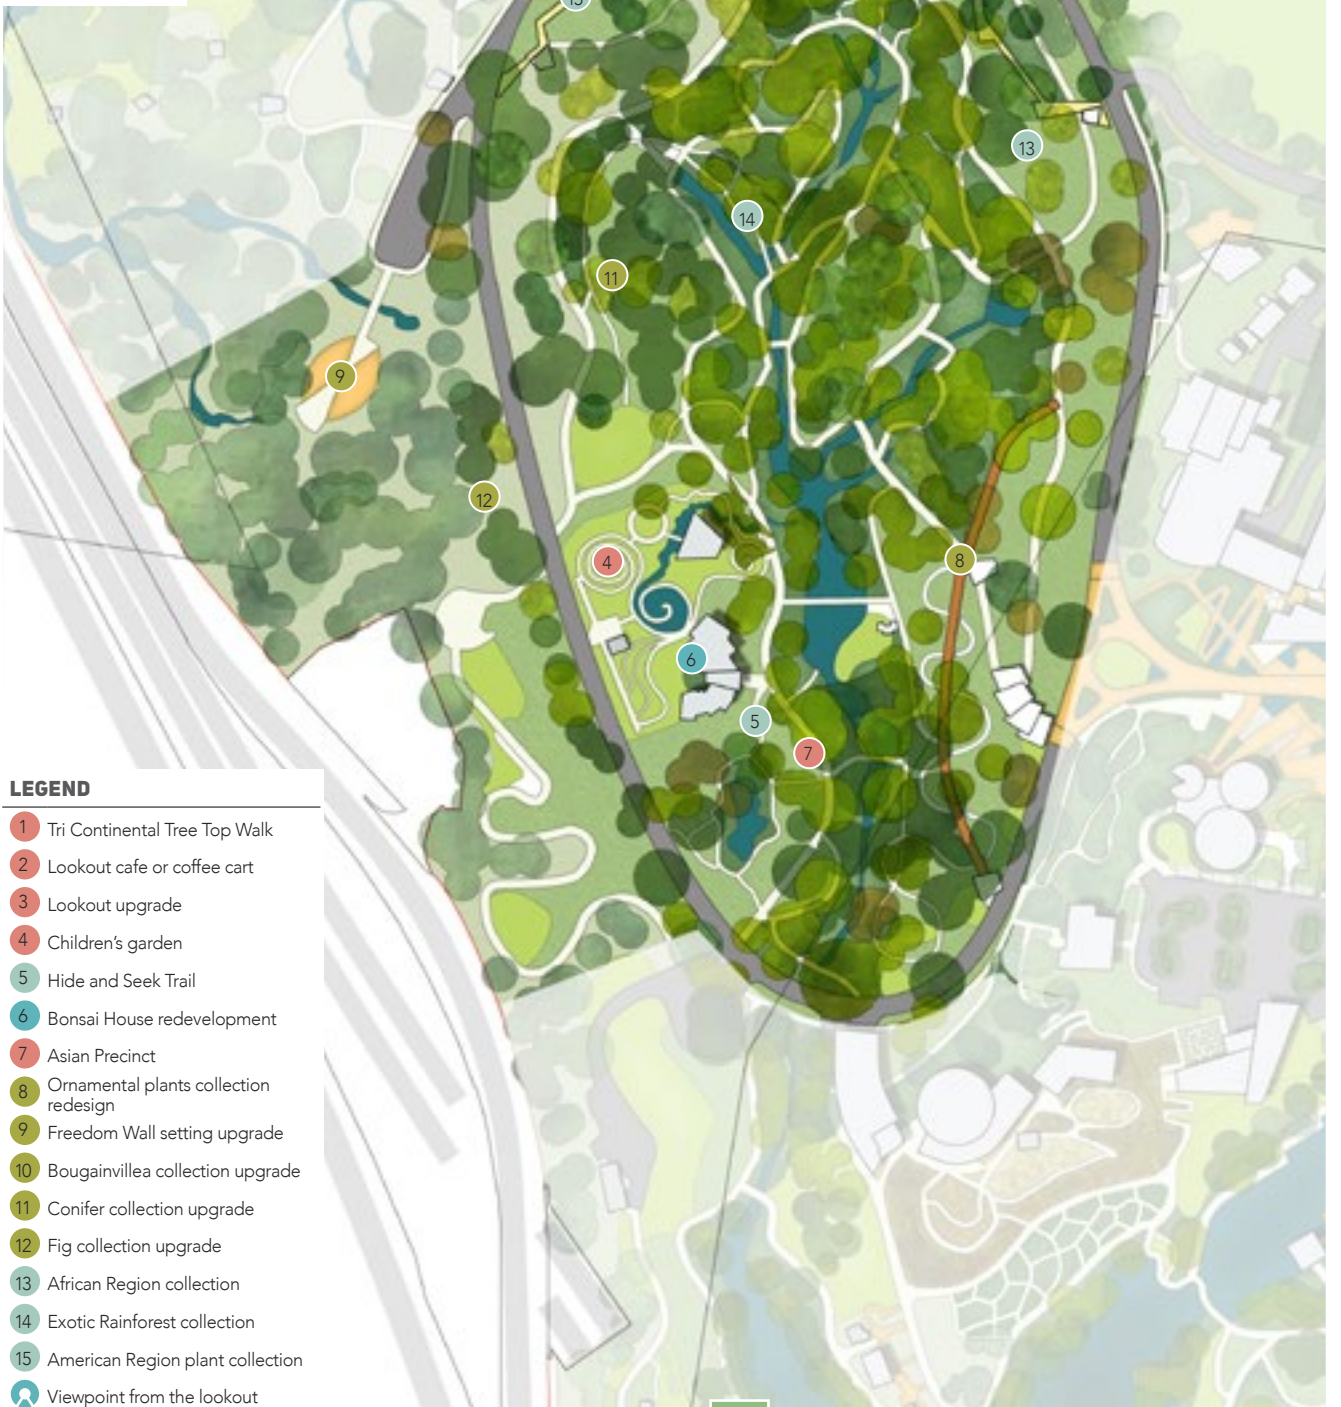 15
13
14
11
9
12
8
4
6
5
7
LEGEND
1 Tri Continental Tree Top Walk
2 Lookout cafe or coffee cart
3 Lookout upgrade
4 Children's garden
5 Hide and Seek Trail
6 Bonsai House redevelopment
7 Asian Precinct
8 Ornamental plants collection
redesign
9 Freedom Wall setting upgrade
10 Bougainvillea collection upgrade
11 Conifer collection upgrade
12 Fig collection upgrade
13 African Region collection
14 Exotic Rainforest collection
15 American Region plant collection
Viewpoint from the lookout